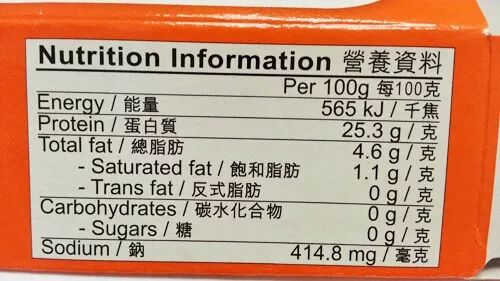 Nutrition Information 營養資料
Per 100g 每100克
Energy / 能量 565 kJ / 千焦
Protein / 蛋白質 25.3 g / 克
Total fat / 總脂肪 4.6 g / 克
- Saturated fat / 飽和脂肪 1.1 g / 克
- Trans fat / 反式脂肪 0 g / 克
Carbohydrates / 碳水化合物 0 g / 克
- Sugars / 糖 0 g / 克
Sodium / 鈉 414.8 mg / 毫克